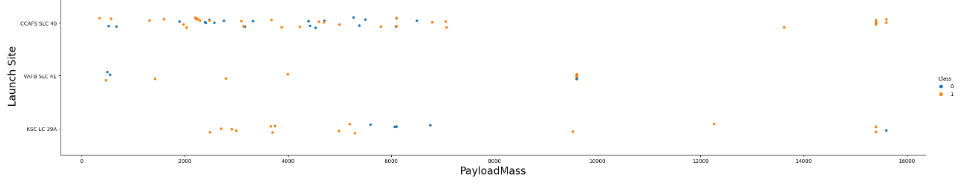 CCAFS SLC 40
VAFB SLC 4E
KSC LC 39A
Launch Site
0 2000 4000 6000 8000 10000 12000 14000 16000
PayloadMass
Class
0
1